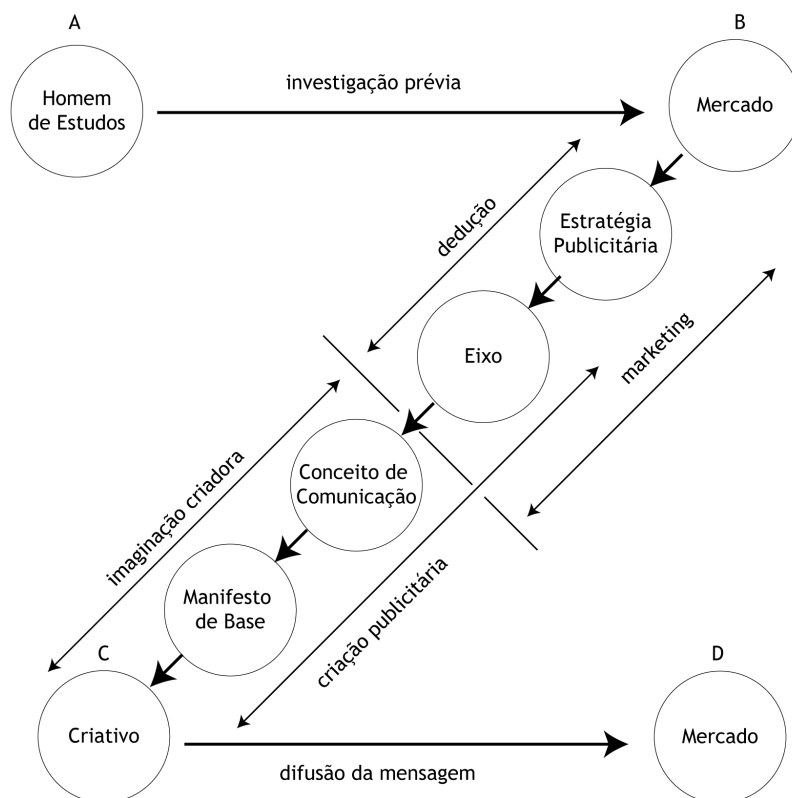 A
B
Homem
de Estudos
investigação prévia
Mercado
dedução
Estratégia
Publicitária
Eixo
marketing
imaginação criadora
Conceito de
Comunicação
criação publicitária
Manifesto
de Base
C
D
Criativo
Mercado
difusão da mensagem